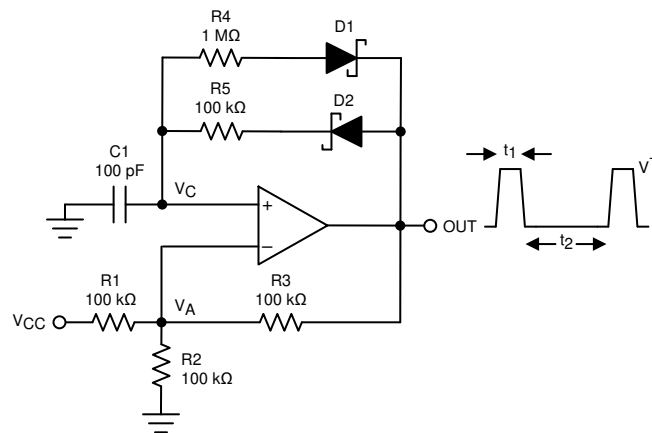 R4
1 MΩ
D1
R5
100 kΩ
D2
C1
100 pF
VC
+
−
OUT
t1
t2
V
R1
100 kΩ
R3
100 kΩ
VCC
VA
R2
100 kΩ